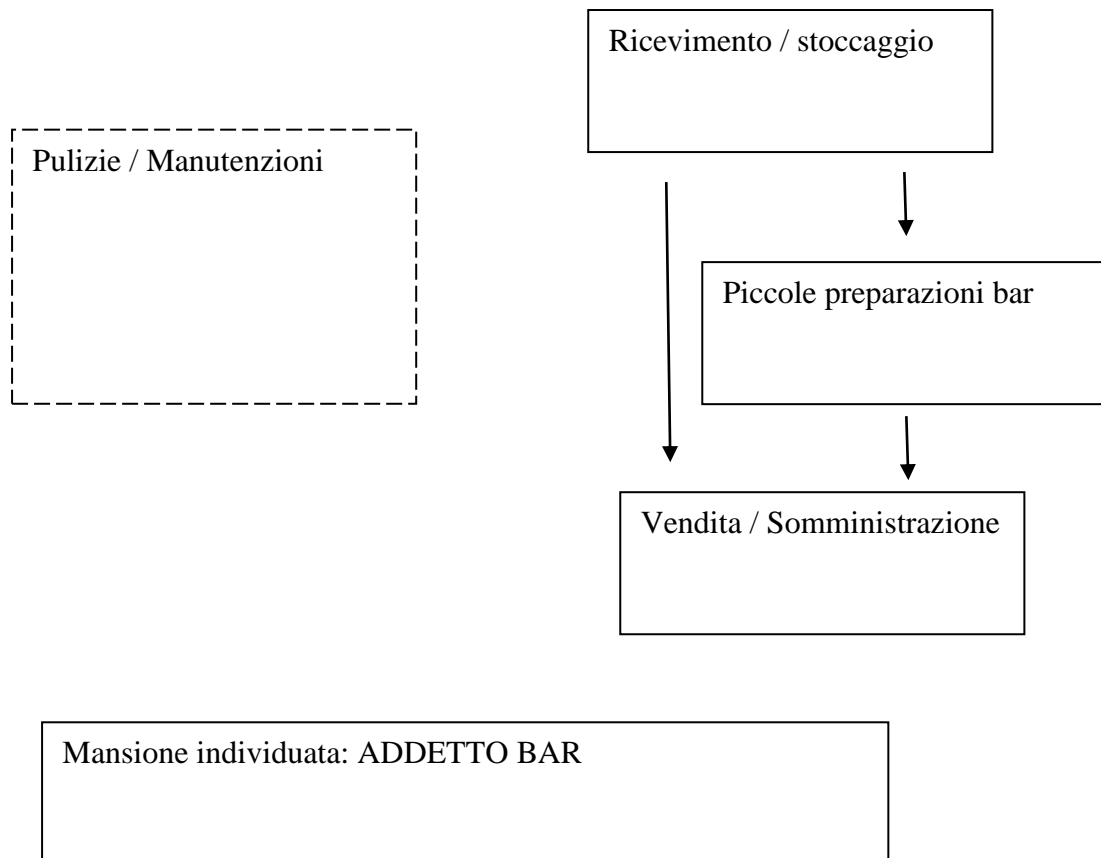 Ricevimento / stoccaggio
Pulizie / Manutenzioni
Piccole preparazioni bar
Vendita / Somministrazione
Mansione individuata: ADDETTO BAR